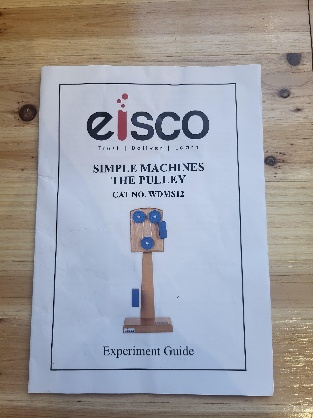 eisco
Trust | Deliver | Learn
SIMPLE MACHINES
THE PULLEY
CAT NO. WDMS12
Experiment Guide